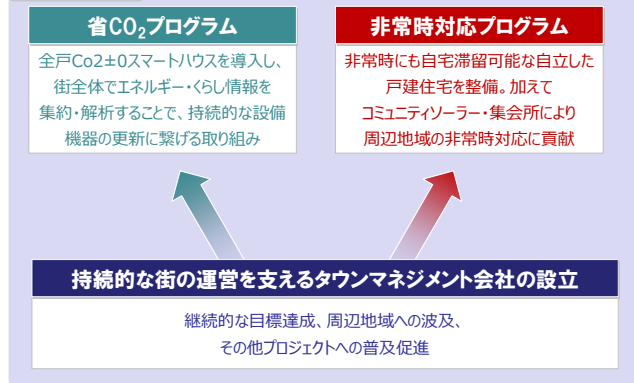 省CO₂プログラム
全戸Co2±0スマートハウスを導入し、
街全体でエネルギー・くらし情報を
集約・解析することで、持続的な設備
機器の更新に繋げる取り組み
非常時対応プログラム
非常時にも自宅滞留可能な自立した
戸建住宅を整備。加えて
コミュニティソーラー・集会所により
周辺地域の非常時対応に貢献
持続的な街の運営を支えるタウンマネジメント会社の設立
継続的な目標達成、周辺地域への波及、
その他プロジェクトへの普及促進